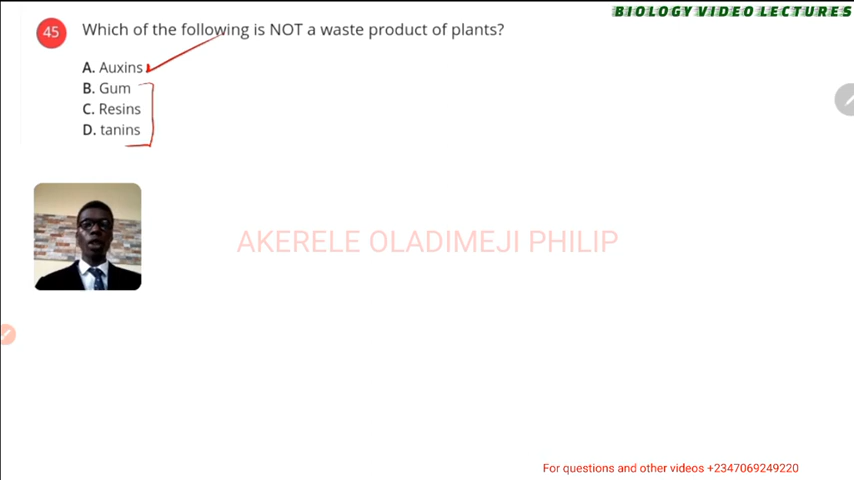 BIOLOGY VIDEO LECTURES
45 Which of the following is NOT a waste product of plants?
A. Auxins
B. Gum
C. Resins
D. tanins
AKERELE OLADIMEJI PHILIP
For questions and other videos +2347069249220